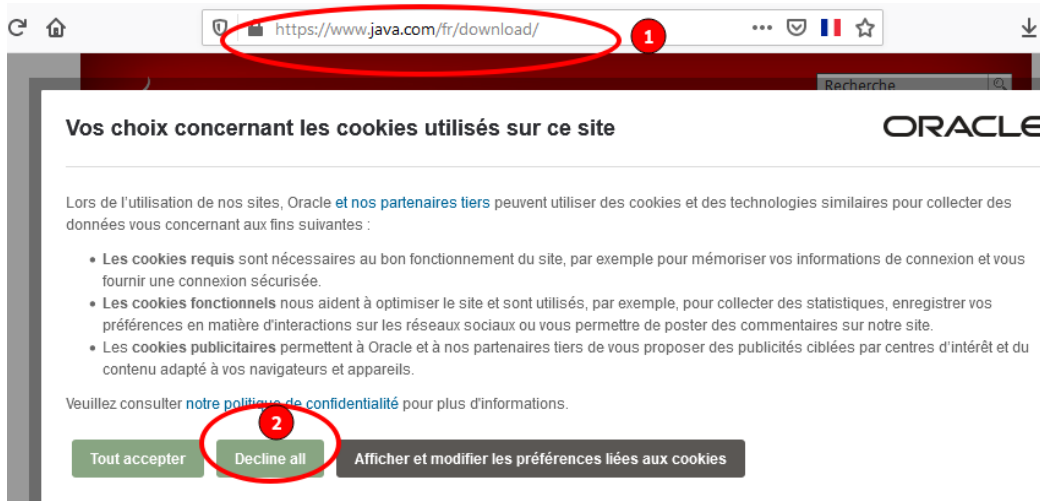 https://www.java.com/fr/download/
1
Recherche
Vos choix concernant les cookies utilisés sur ce site
ORACLE
Lors de l'utilisation de nos sites, Oracle et nos partenaires tiers peuvent utiliser des cookies et des technologies similaires pour collecter des
données vous concernant aux fins suivantes :
• Les cookies requis sont nécessaires au bon fonctionnement du site, par exemple pour mémoriser vos informations de connexion et vous
fournir une connexion sécurisée.
• Les cookies fonctionnels nous aident à optimiser le site et sont utilisés, par exemple, pour collecter des statistiques, enregistrer vos
préférences en matière d'interactions sur les réseaux sociaux ou vous permettre de poster des commentaires sur notre site.
• Les cookies publicitaires permettent à Oracle et à nos partenaires tiers de vous proposer des publicités ciblées par centres d'intérêt et du
contenu adapté à vos navigateurs et appareils.
Veuillez consulter notre politique de confidentialité pour plus d'informations.
2
Tout accepter
Decline all
Afficher et modifier les préférences liées aux cookies